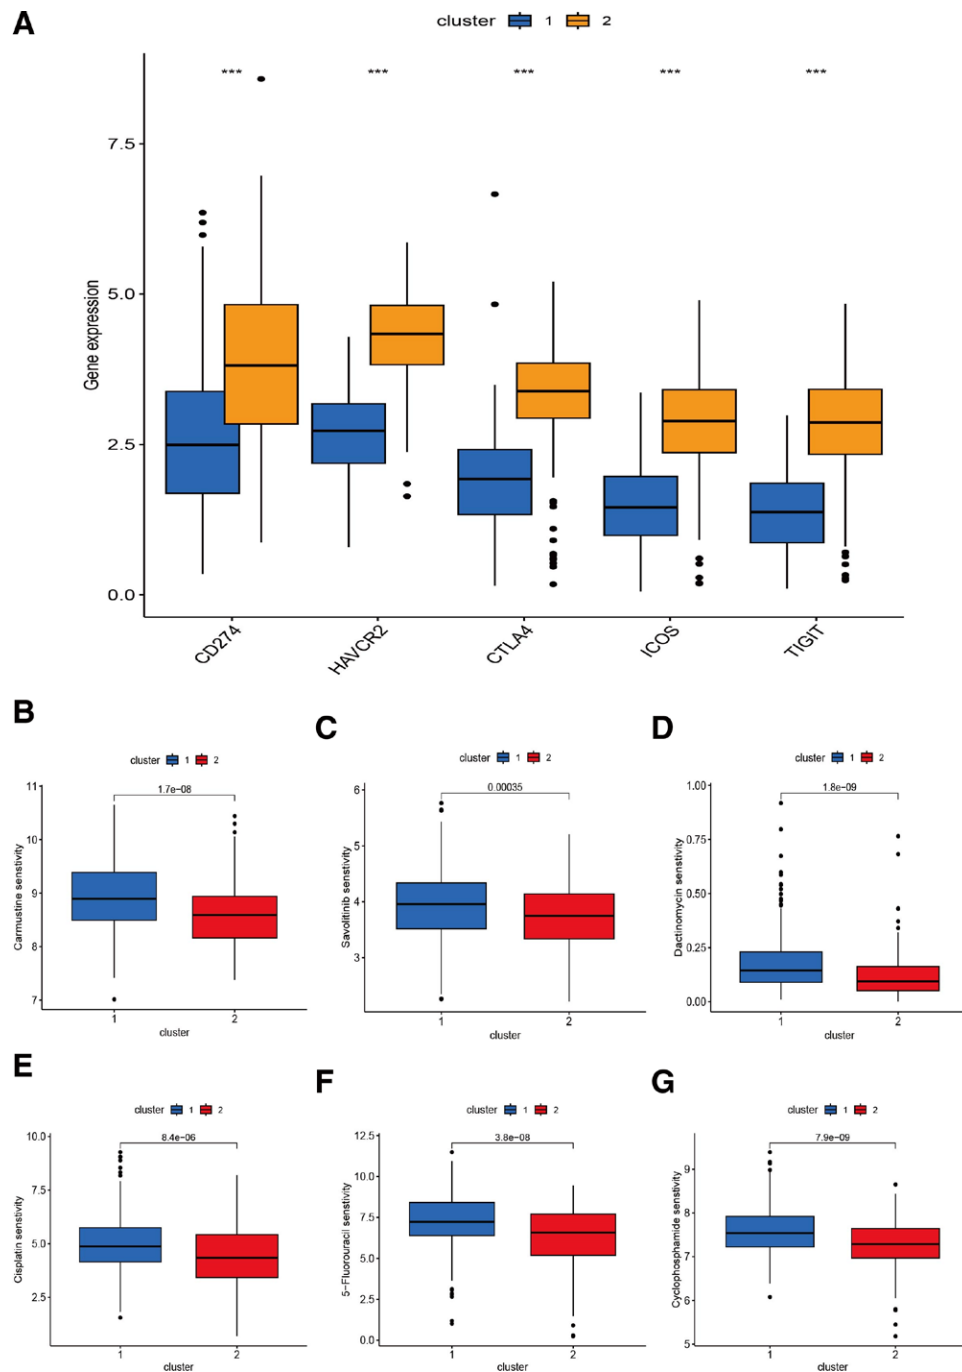 A
cluster 1 2
*** *** *** *** ***
7.5
5.0
2.5
0.0
Gene expression
CD274 HAVCR2 CTLA4 ICOS TIGIT
B
cluster 1 2
1.7e-08
11
10
9
8
7
Carmustine senstivity
1 2
cluster
C
cluster 1 2
0.00035
6
5
4
3
Savolitinib senstivity
1 2
cluster
D
cluster 1 2
1.8e-09
1.00
0.75
0.50
0.25
0.00
Dactinomycin senstivity
1 2
cluster
E
cluster 1 2
8.4e-06
10.0
7.5
5.0
2.5
Cisplatin senstivity
1 2
cluster
F
cluster 1 2
3.8e-08
12.5
10.0
7.5
5.0
2.5
0.0
5-Fluorouracil senstivity
1 2
cluster
G
cluster 1 2
7.9e-09
9
8
7
6
5
Cyclophosphamide senstivity
1 2
cluster